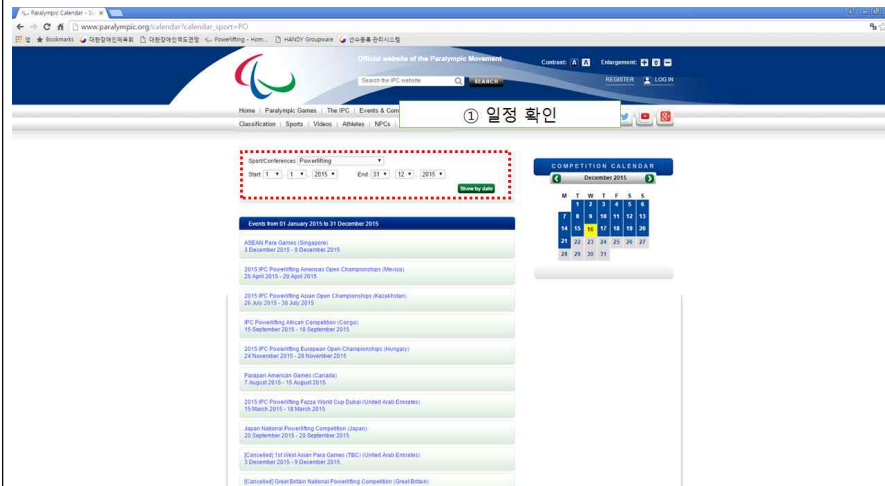 Paralympic Calendar - S
www.paralympic.org/calendar?calendar_sport=PO
앱 Bookmarks 대한장애인체육회 대한장애인역도연맹 Powerlifting - Hom... HANDY Groupware 선수등록·관리시스템
Official website of the Paralympic Movement
Contrast: A A Enlargement:
Search the IPC website SEARCH
REGISTER LOG IN
Home | Paralympic Games | The IPC | Events & Com
Classification | Sports | Videos | Athletes | NPCs |
① 일정 확인
Sport/Conferences Powerlifting
Start: 1 . 1 . 2015 End: 31 . 12 . 2015
Show by date
Events from 01 January 2015 to 31 December 2015
ASEAN Para Games (Singapore)
3 December 2015 - 9 December 2015
2015 IPC Powerlifting Americas Open Championships (Mexico)
26 April 2015 - 29 April 2015
2015 IPC Powerlifting Asian Open Championships (Kazakhstan)
26 July 2015 - 30 July 2015
IPC Powerlifting African Competition (Congo)
15 September 2015 - 18 September 2015
2015 IPC Powerlifting European Open Championships (Hungary)
24 November 2015 - 28 November 2015
Parapan American Games (Canada)
7 August 2015 - 15 August 2015
2015 IPC Powerlifting Fazza World Cup Dubai (United Arab Emirates)
15 March 2015 - 18 March 2015
Japan National Powerlifting Competition (Japan)
20 September 2015 - 20 September 2015
[Cancelled] 1st West Asian Para Games (TBC) (United Arab Emirates)
3 December 2015 - 9 December 2015
[Cancelled] Great Britain National Powerlifting Competition (Great Britain)
COMPETITION CALENDAR
December 2015
M T W T F S S
1 2 3 4 5 6
7 8 9 10 11 12 13
14 15 16 17 18 19 20
21 22 23 24 25 26 27
28 29 30 31